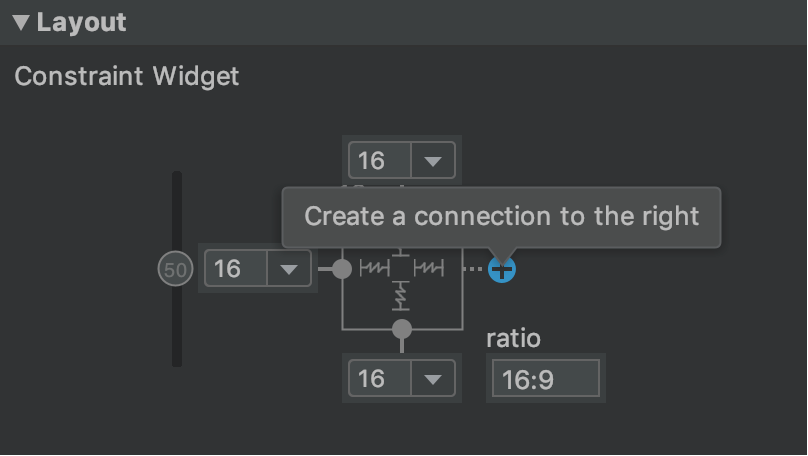 Layout
Constraint Widget
16
Create a connection to the right
50
16
ratio
16
16:9